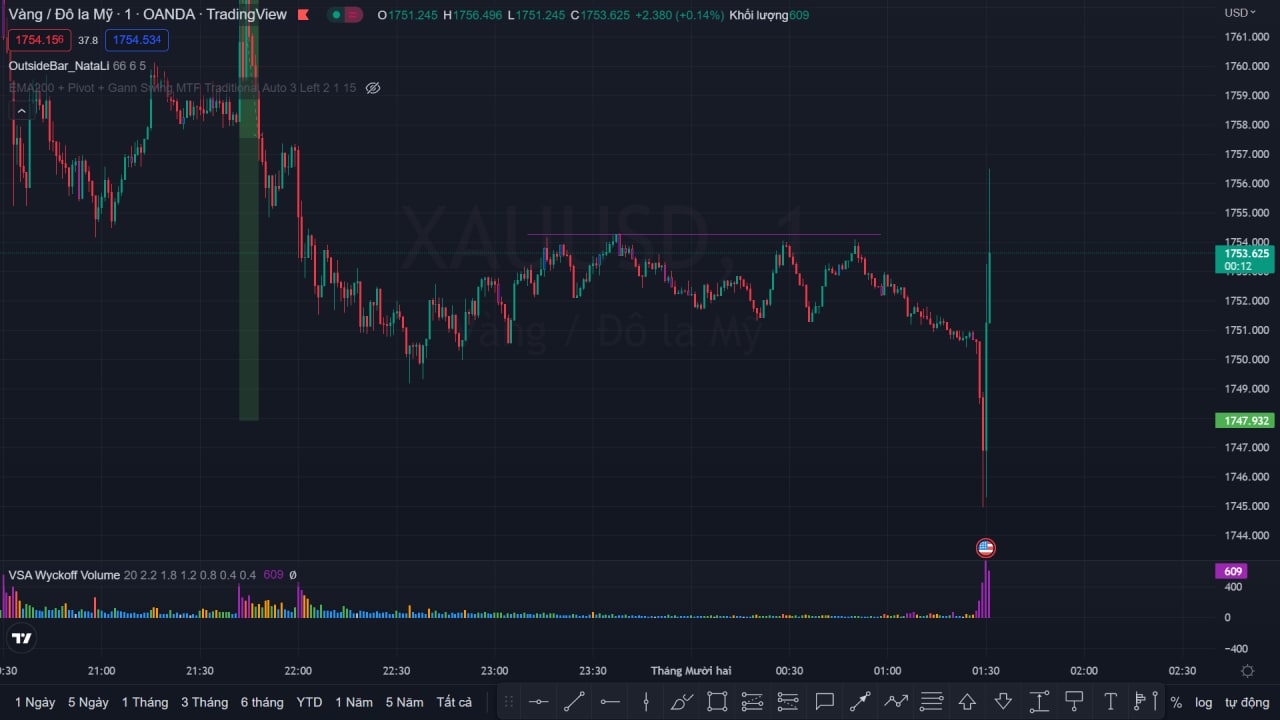 Vàng / Đô la Mỹ · 1 · OANDA · TradingView O1751.245 H1756.496 L1751.245 C1753.625 +2.380 (+0.14%) Khối lượng609
USD
1754.156 37.8 1754.534
OutsideBar_NataLi 66 6 5
EMA200 + Pivot + Gann Swing MTF Traditional Auto 3 Left 2 1 15
1761.000
1760.000
1759.000
1758.000
1757.000
1756.000
1755.000
1754.000
1753.625
00:12
1753.000
1752.000
1751.000
1750.000
1749.000
1747.932
1747.000
1746.000
1745.000
1744.000
XAUUSD, 1
Vàng / Đô la Mỹ
VSA Wyckoff Volume 20 2.2 1.8 1.2 0.8 0.4 0.4 609 Ø
609
400
0
−400
:30 21:00 21:30 22:00 22:30 23:00 23:30 Tháng Mười hai 00:30 01:00 01:30 02:00 02:30
1 Ngày 5 Ngày 1 Tháng 3 Tháng 6 tháng YTD 1 Năm 5 Năm Tất cả % log tự động